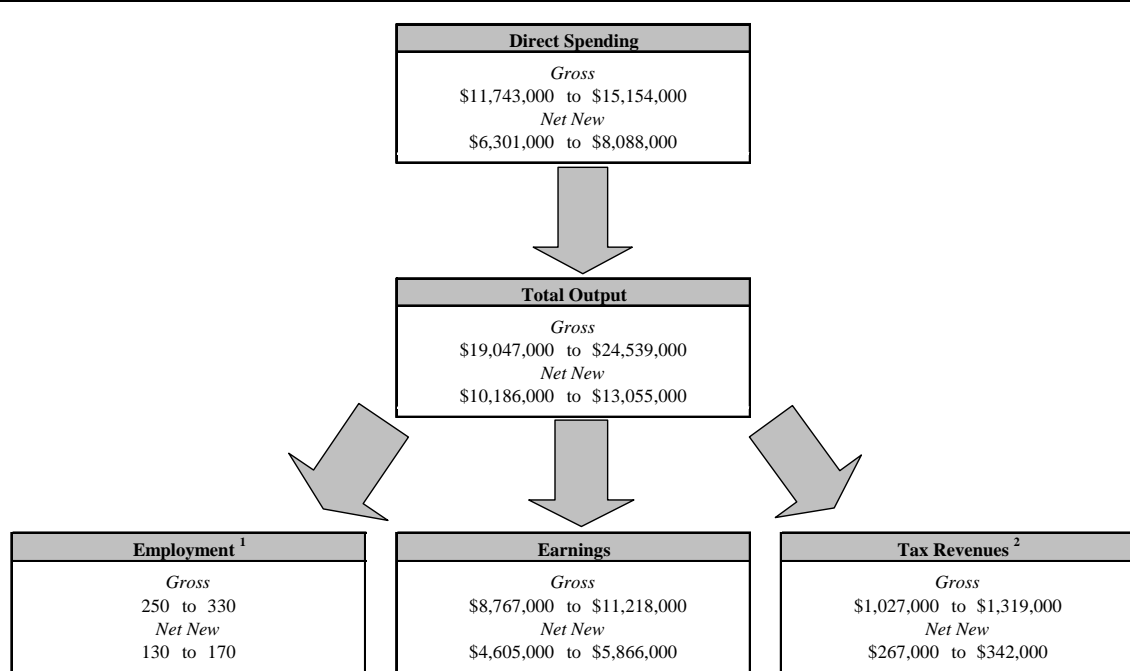 Direct Spending
Gross
$11,743,000 to $15,154,000
Net New
$6,301,000 to $8,088,000
Total Output
Gross
$19,047,000 to $24,539,000
Net New
$10,186,000 to $13,055,000
Employment 1
Gross
250 to 330
Net New
130 to 170
Earnings
Gross
$8,767,000 to $11,218,000
Net New
$4,605,000 to $5,866,000
Tax Revenues 2
Gross
$1,027,000 to $1,319,000
Net New
$267,000 to $342,000